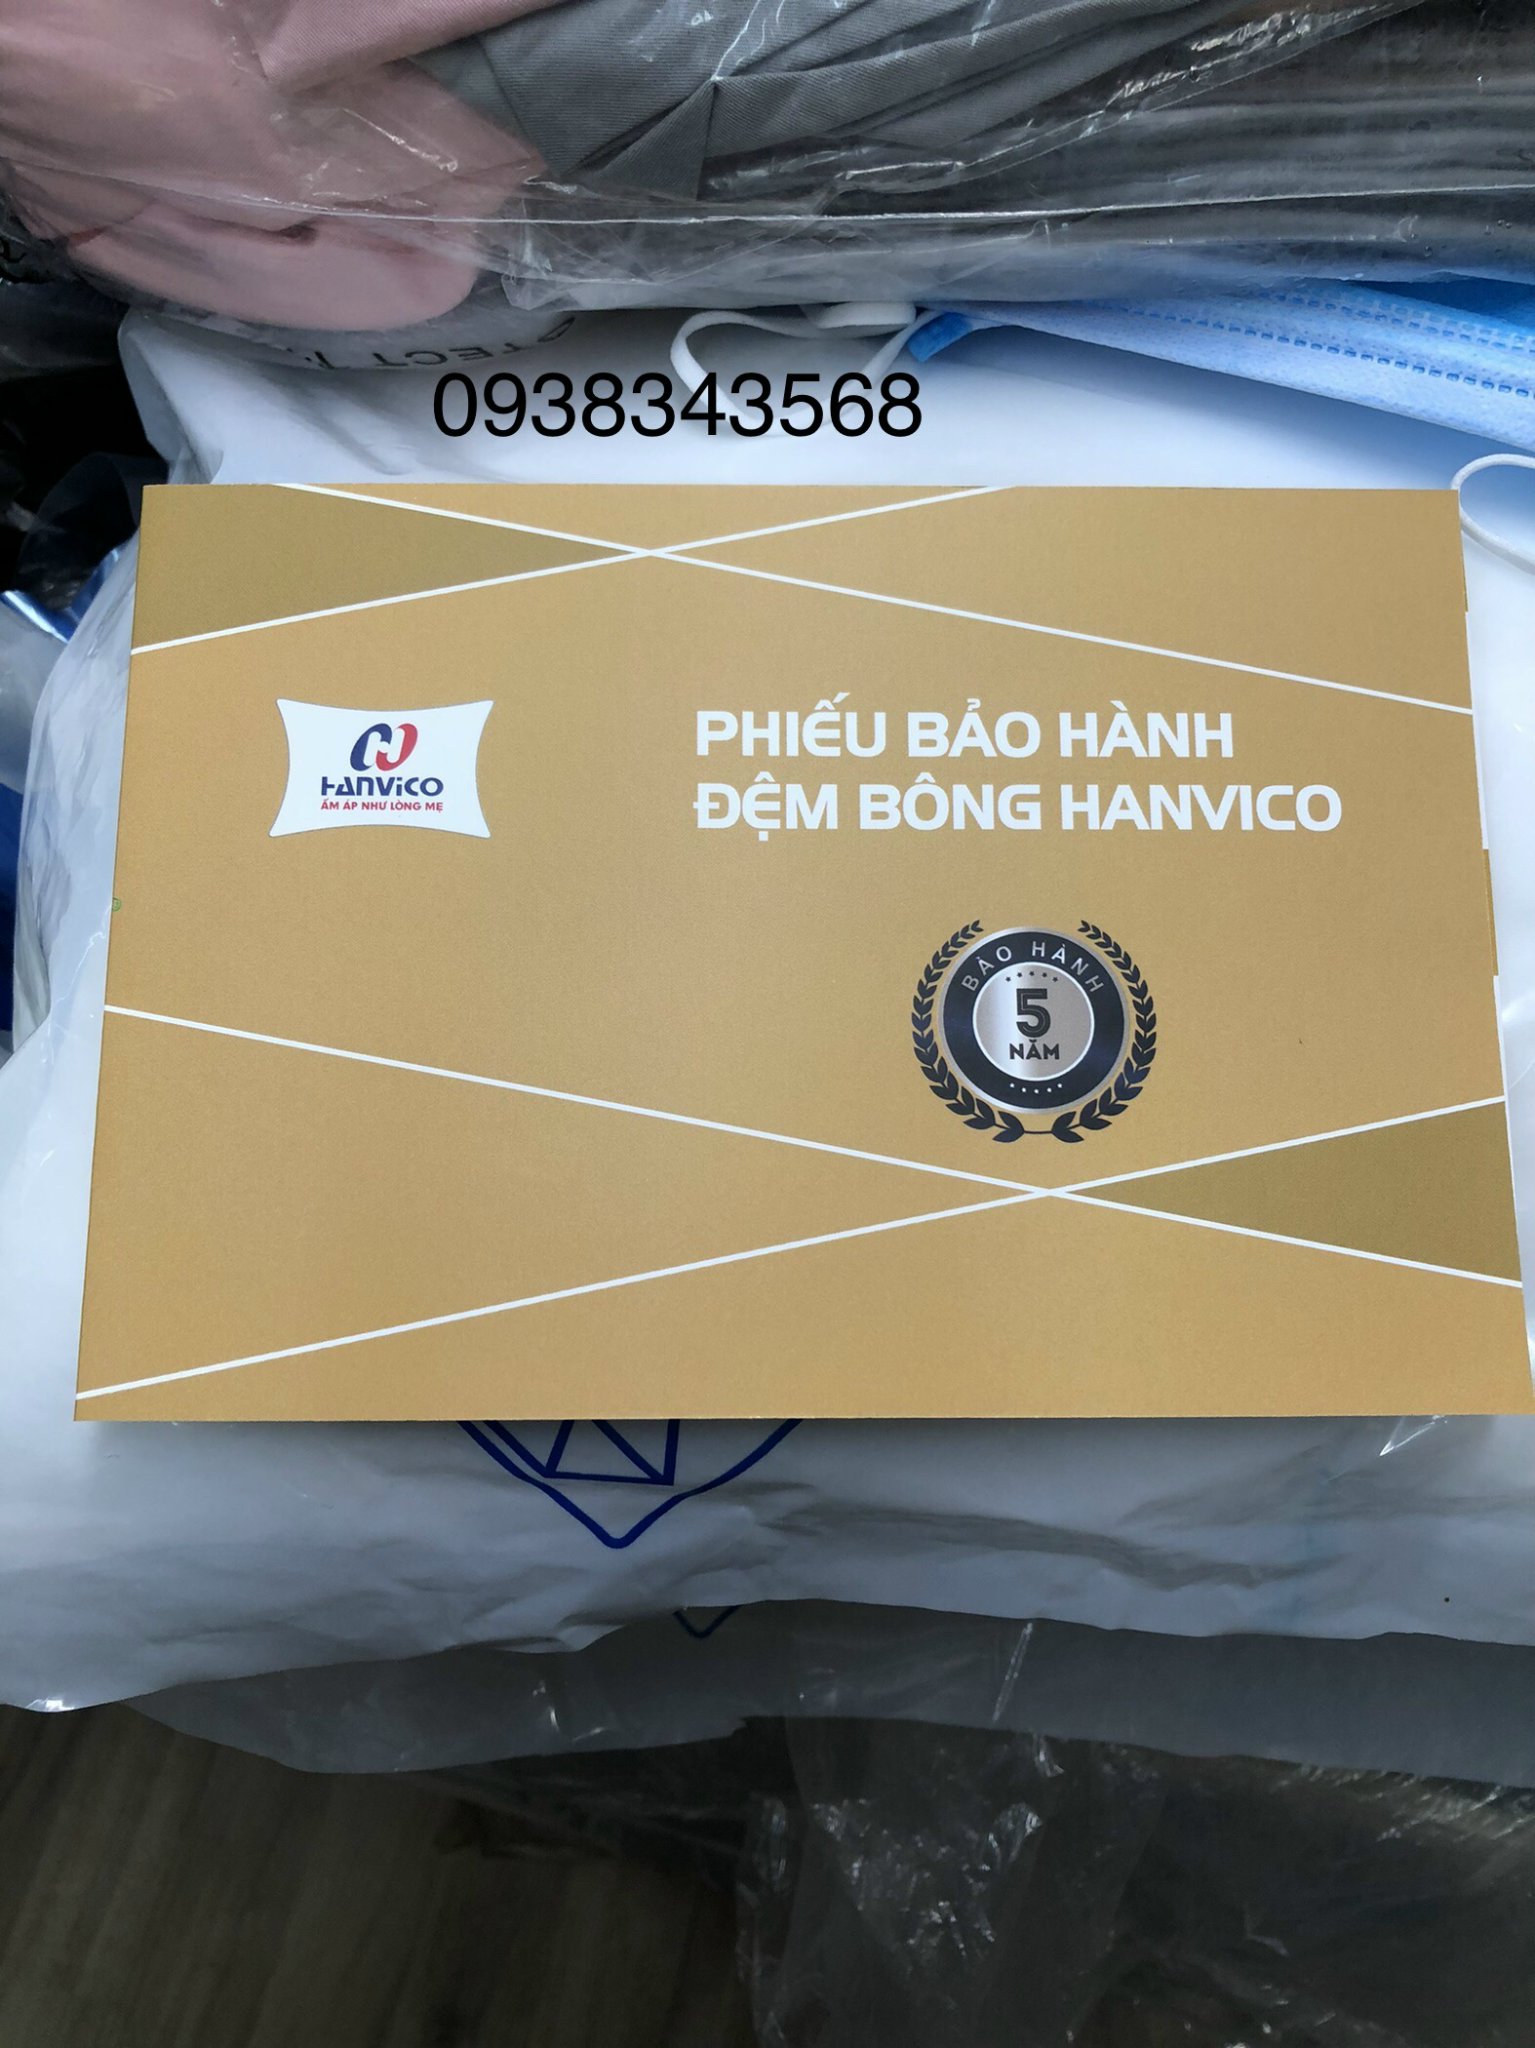 0938343568
HANVICO
ẤM ÁP NHƯ LÒNG MẸ
PHIẾU BẢO HÀNH
ĐỆM BÔNG HANVICO
BẢO HÀNH
5
NĂM